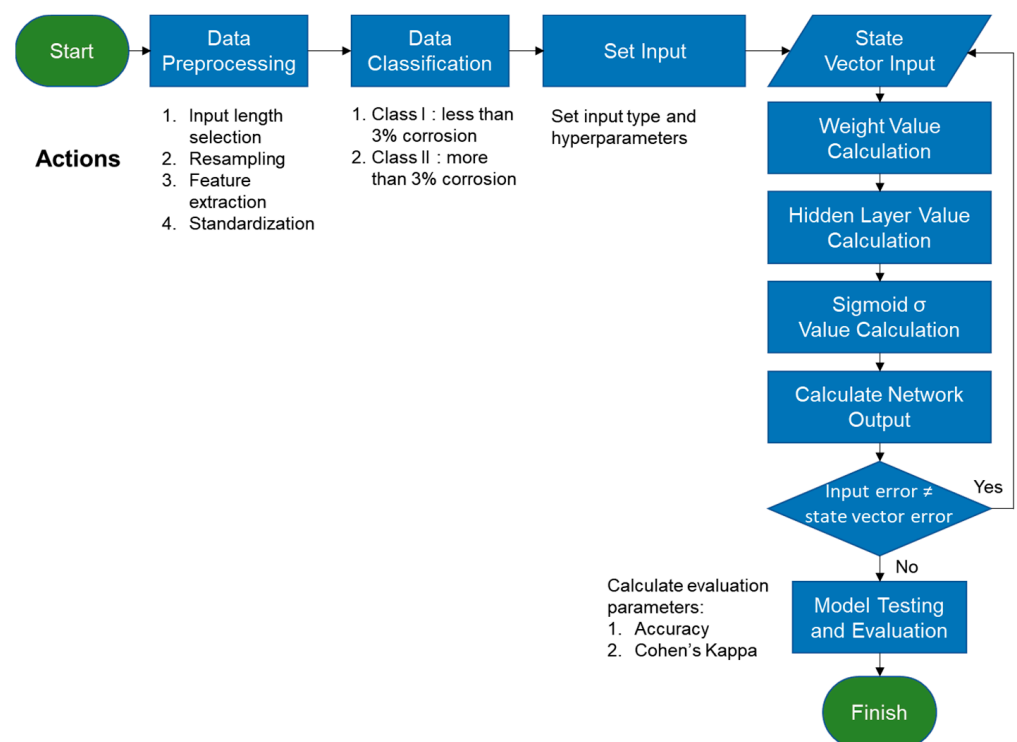 Start
Data
Preprocessing
Data
Classification
Set Input
State
Vector Input
Actions
1. Input length
selection
2. Resampling
3. Feature
extraction
4. Standardization
1. Class I : less than
3% corrosion
2. Class II : more
than 3% corrosion
Set input type and
hyperparameters
Weight Value
Calculation
Hidden Layer Value
Calculation
Sigmoid σ
Value Calculation
Calculate Network
Output
Input error ≠
state vector error
Yes
No
Calculate evaluation
parameters:
1. Accuracy
2. Cohen’s Kappa
Model Testing
and Evaluation
Finish